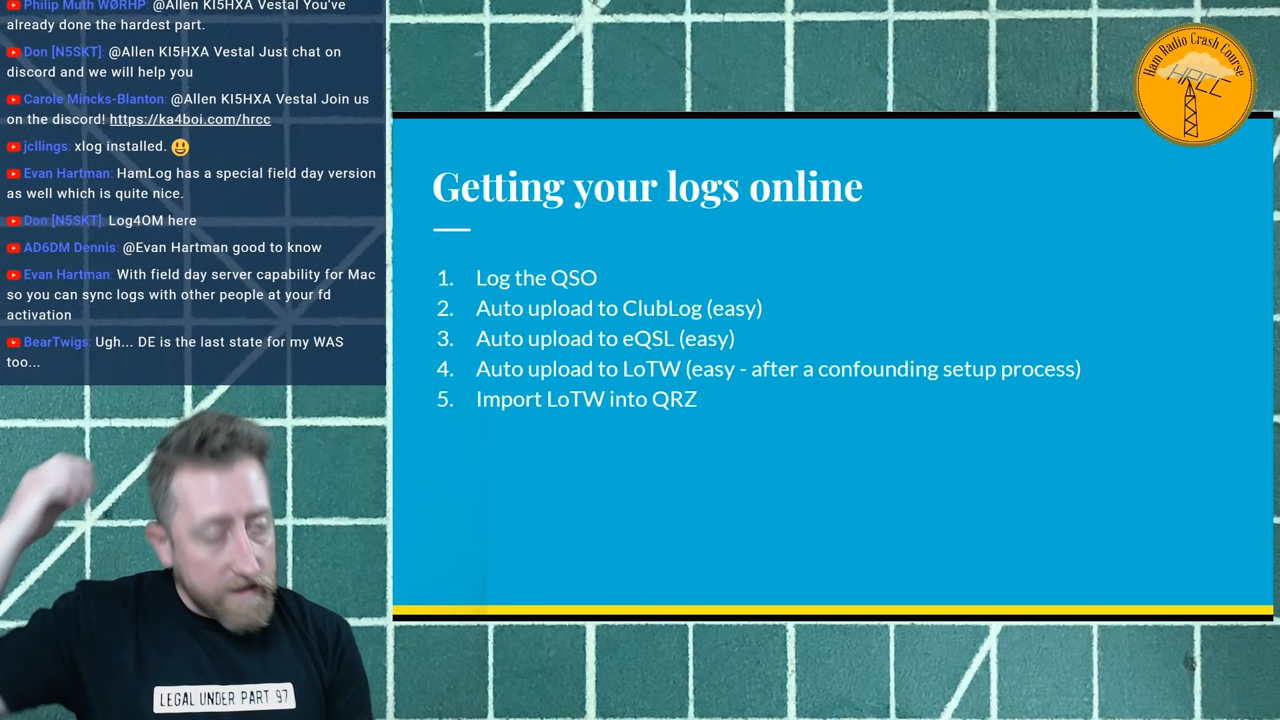 Philip Muth WØRHP: @Allen KI5HXA Vestal You've
already done the hardest part.
Don [N5SKT]: @Allen KI5HXA Vestal Just chat on
discord and we will help you
Carole Mincks-Blanton: @Allen KI5HXA Vestal Join us
on the discord! https://ka4boi.com/hrcc
jcllings: xlog installed. 😃
Evan Hartman: HamLog has a special field day version
as well which is quite nice.
Don [N5SKT]: Log4OM here
AD6DM Dennis: @Evan Hartman good to know
Evan Hartman: With field day server capability for Mac
so you can sync logs with other people at your fd
activation
BearTwigs: Ugh... DE is the last state for my WAS
too...
Ham Radio Crash Course
HRCC
Getting your logs online
1. Log the QSO
2. Auto upload to ClubLog (easy)
3. Auto upload to eQSL (easy)
4. Auto upload to LoTW (easy - after a confounding setup process)
5. Import LoTW into QRZ
LEGAL UNDER PART 97